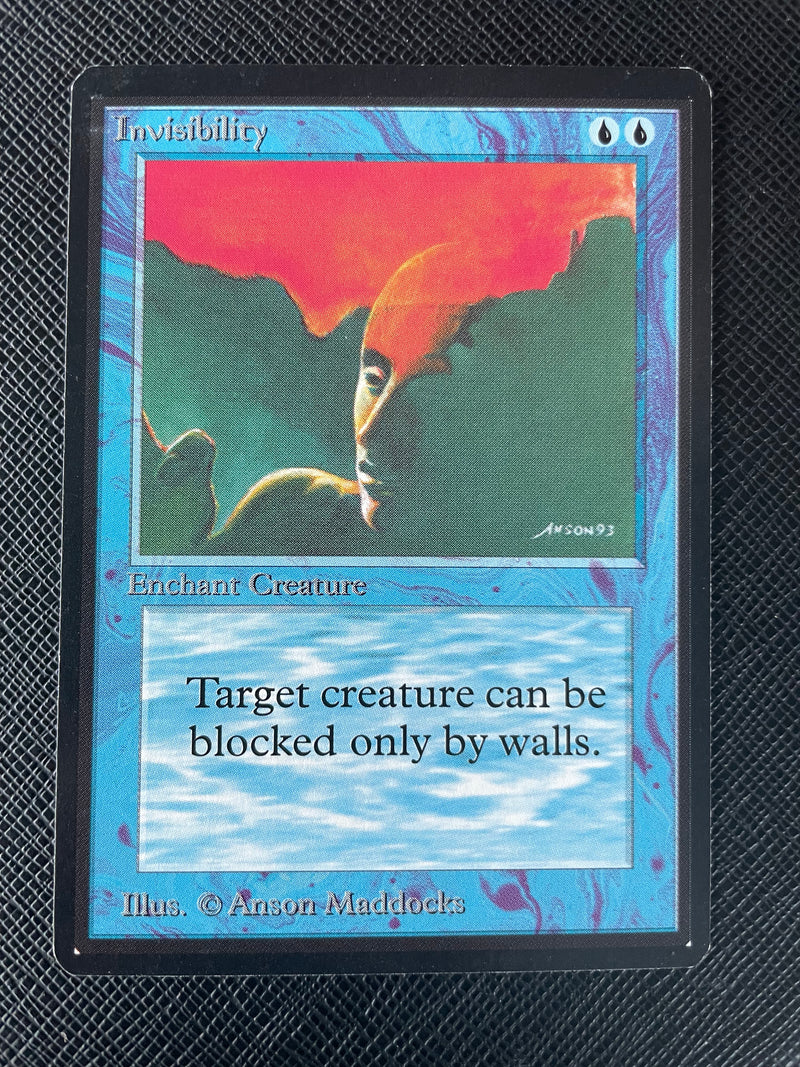 Invisibility
ANSON93
Enchant Creature
Target creature can be
blocked only by walls.
Illus. © Anson Maddocks